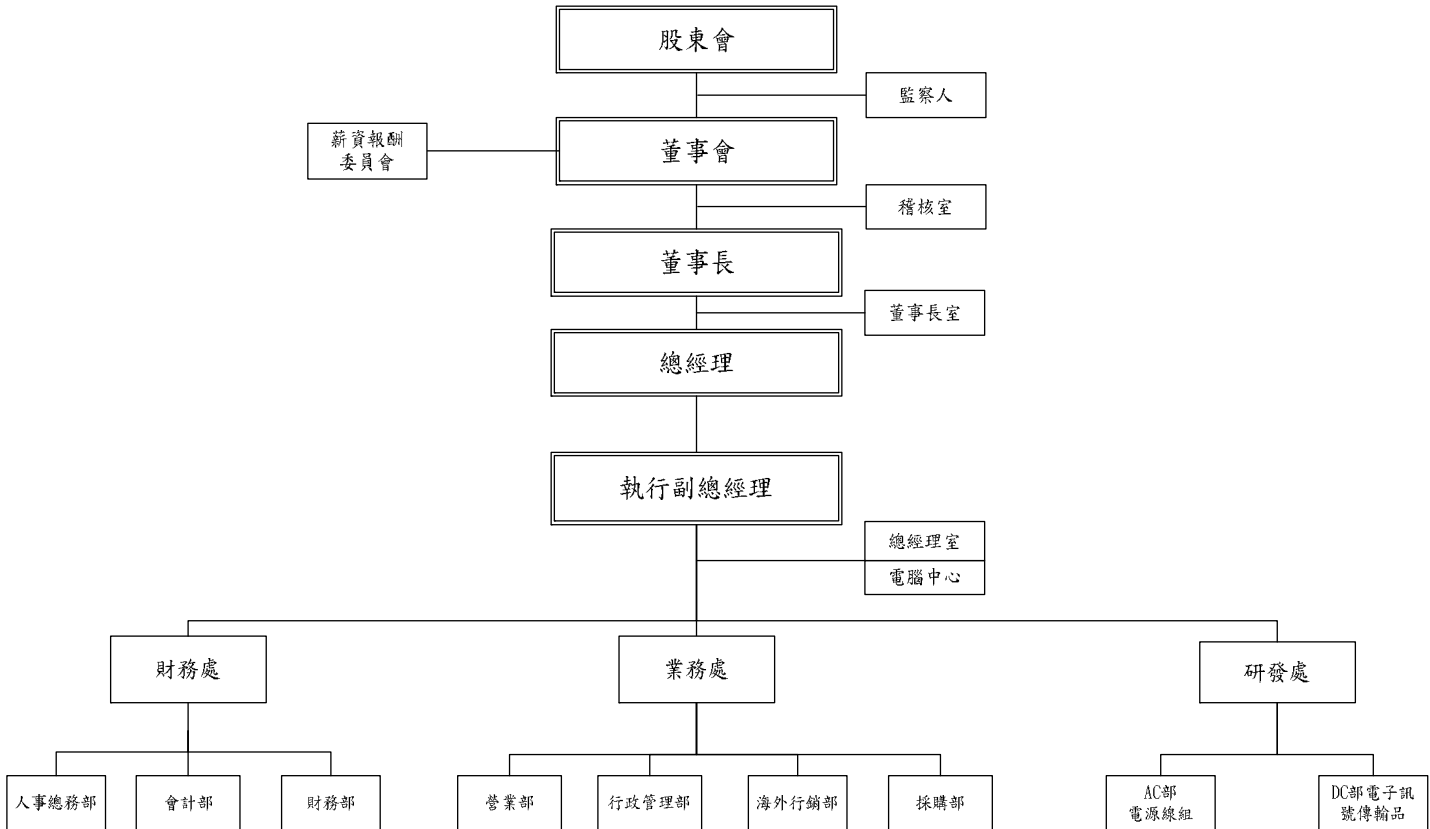 股東會
監察人
薪資報酬
委員會
董事會
稽核室
董事長
董事長室
總經理
執行副總經理
總經理室
電腦中心
財務處
業務處
研發處
人事總務部
會計部
財務部
營業部
行政管理部
海外行銷部
採購部
AC部
電源線組
DC部電子訊
號傳輸品